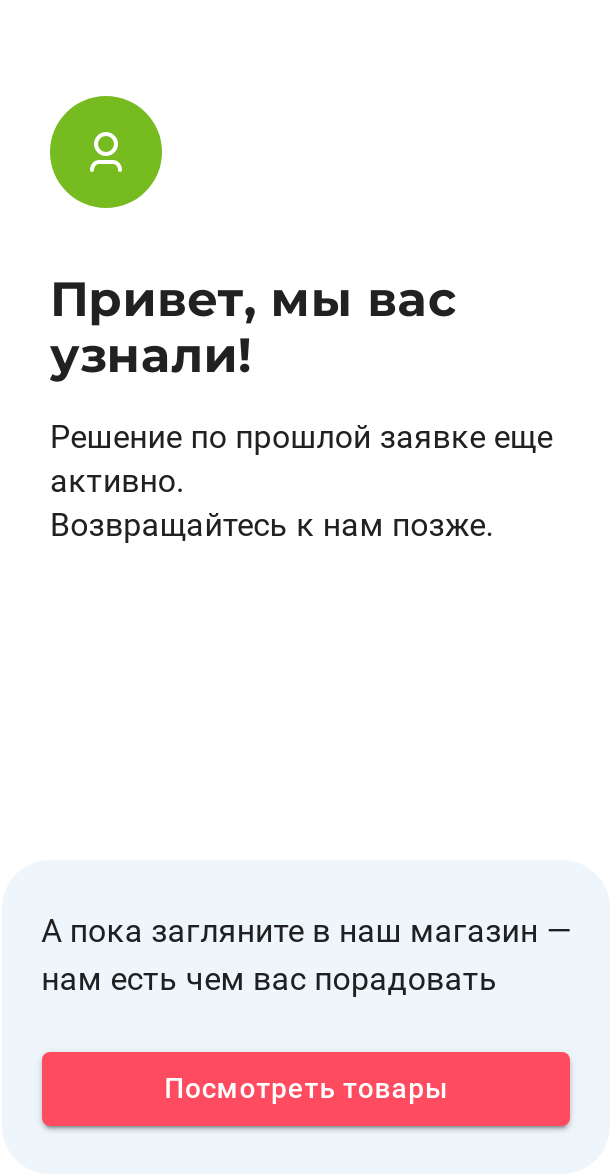 Привет, мы вас
узнали!
Решение по прошлой заявке еще
активно.
Возвращайтесь к нам позже.
А пока загляните в наш магазин —
нам есть чем вас порадовать
Посмотреть товары